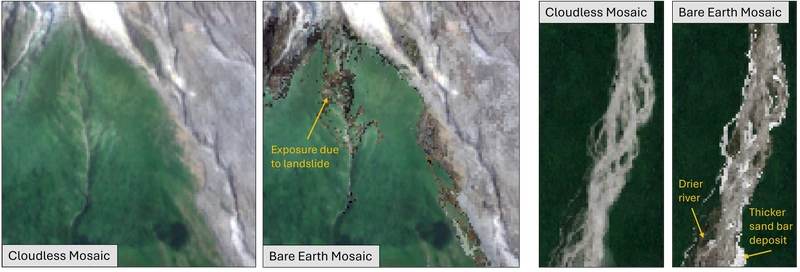 Cloudless Mosaic
Exposure due
to landslide
Bare Earth Mosaic
Cloudless Mosaic
Bare Earth Mosaic
Drier
river
Thicker
sand bar
deposit